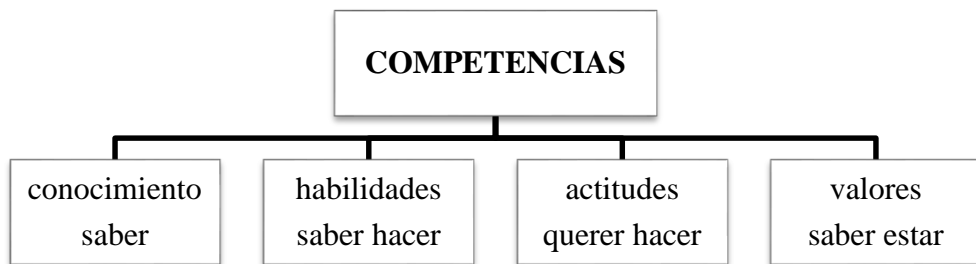 COMPETENCIAS
conocimiento
saber
habilidades
saber hacer
actitudes
querer hacer
valores
saber estar